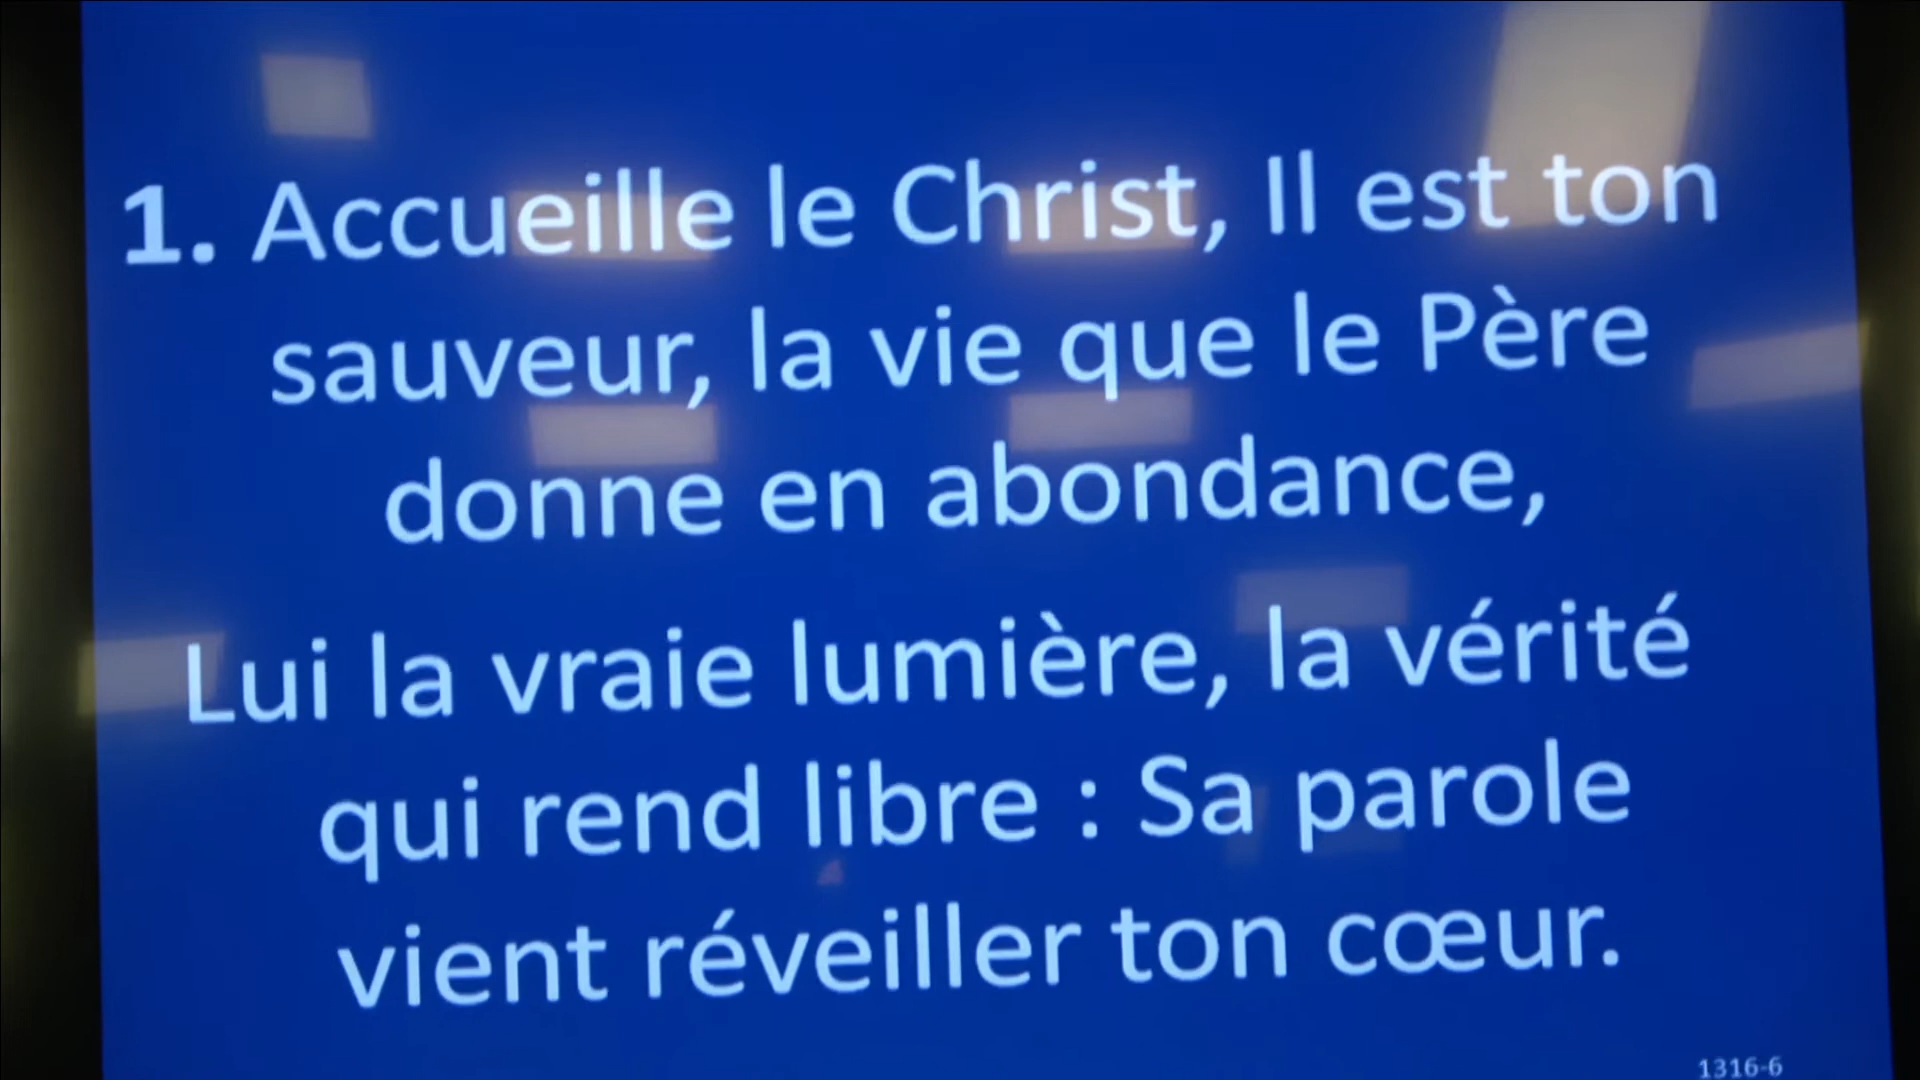 1. Accueille le Christ, Il est ton
sauveur, la vie que le Père
donne en abondance,
Lui la vraie lumière, la vérité
qui rend libre : Sa parole
vient réveiller ton cœur.
1316-6